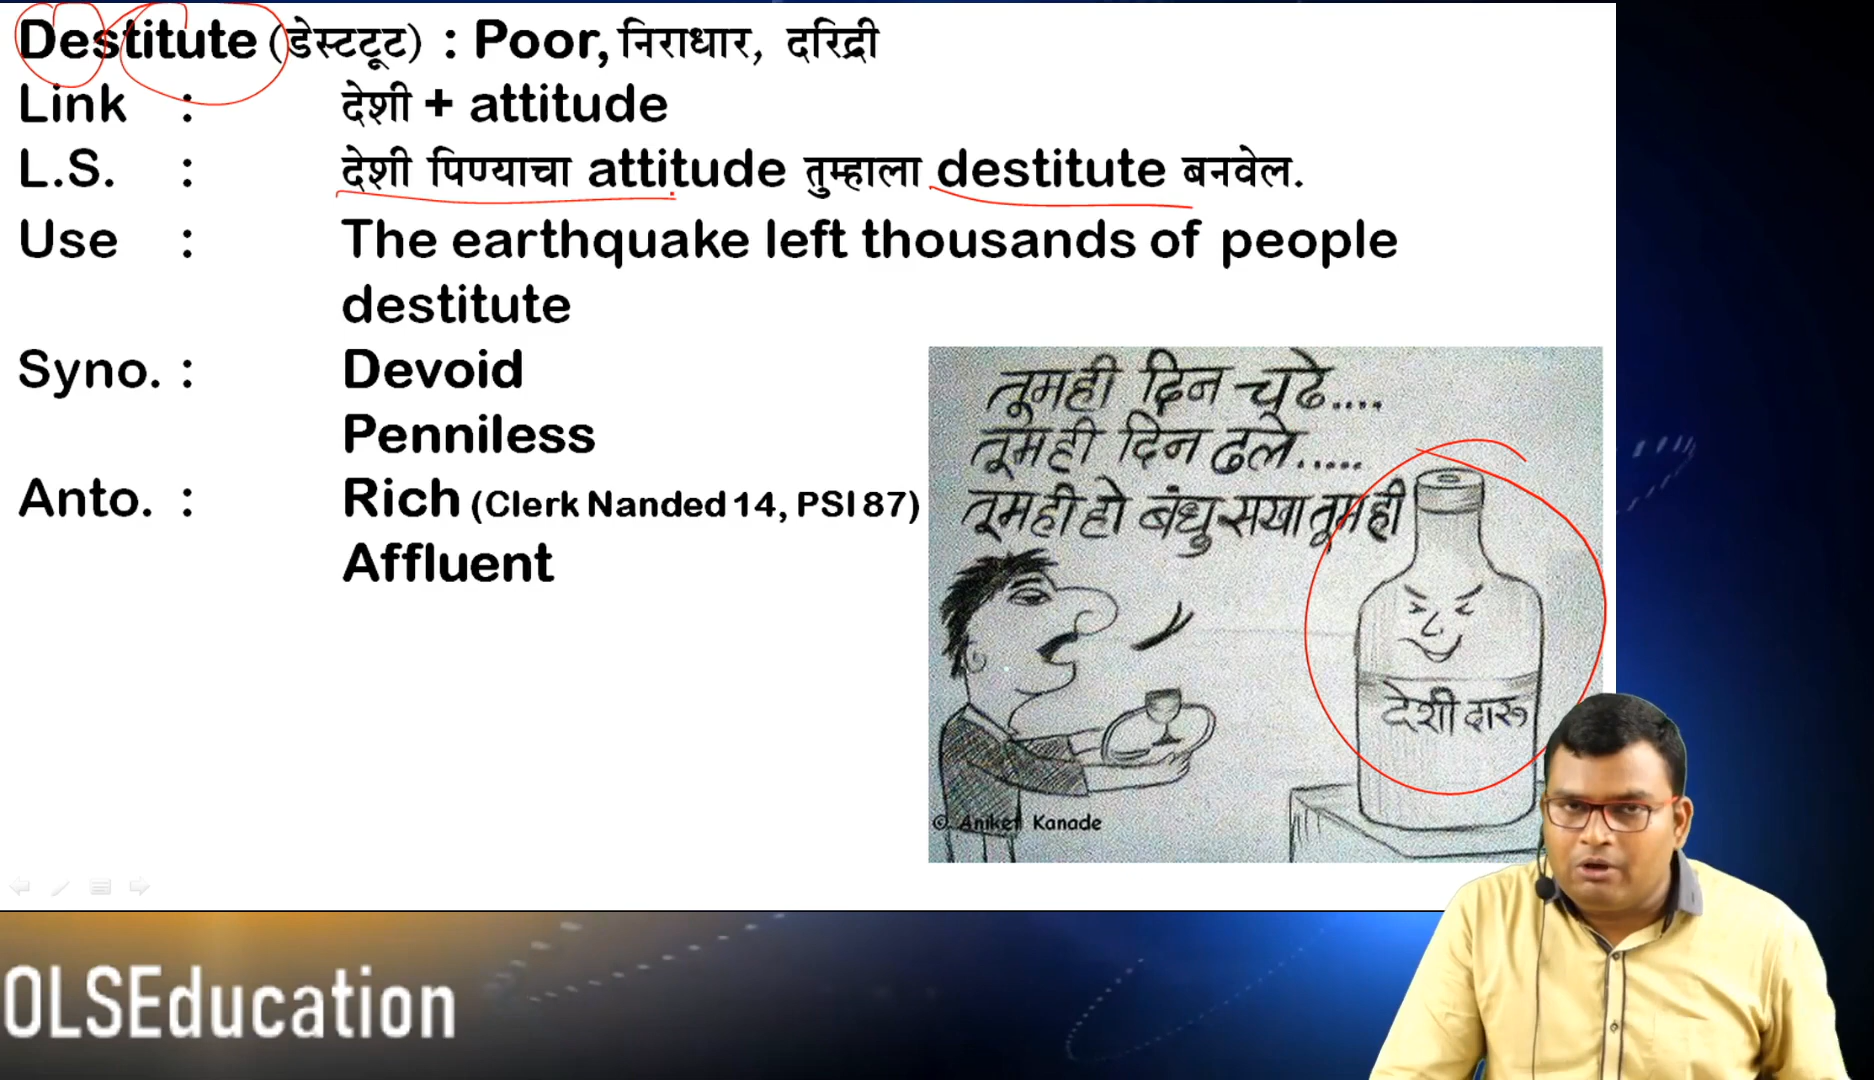 Destitute (डेस्टटूट) : Poor, निराधार, दरिद्री
Link : देशी + attitude
L.S. : देशी पिण्याचा attitude तुम्हाला destitute बनवेल.
Use : The earthquake left thousands of people
destitute
Syno. : Devoid
Penniless
Anto. : Rich (Clerk Nanded 14, PSI 87)
Affluent
तूमही दिन चढे....
तूमही दिन ढले.....
तूमही हो बंधु सखा तूमही
देशी दारू
© Aniket Kanade
OLSEducation